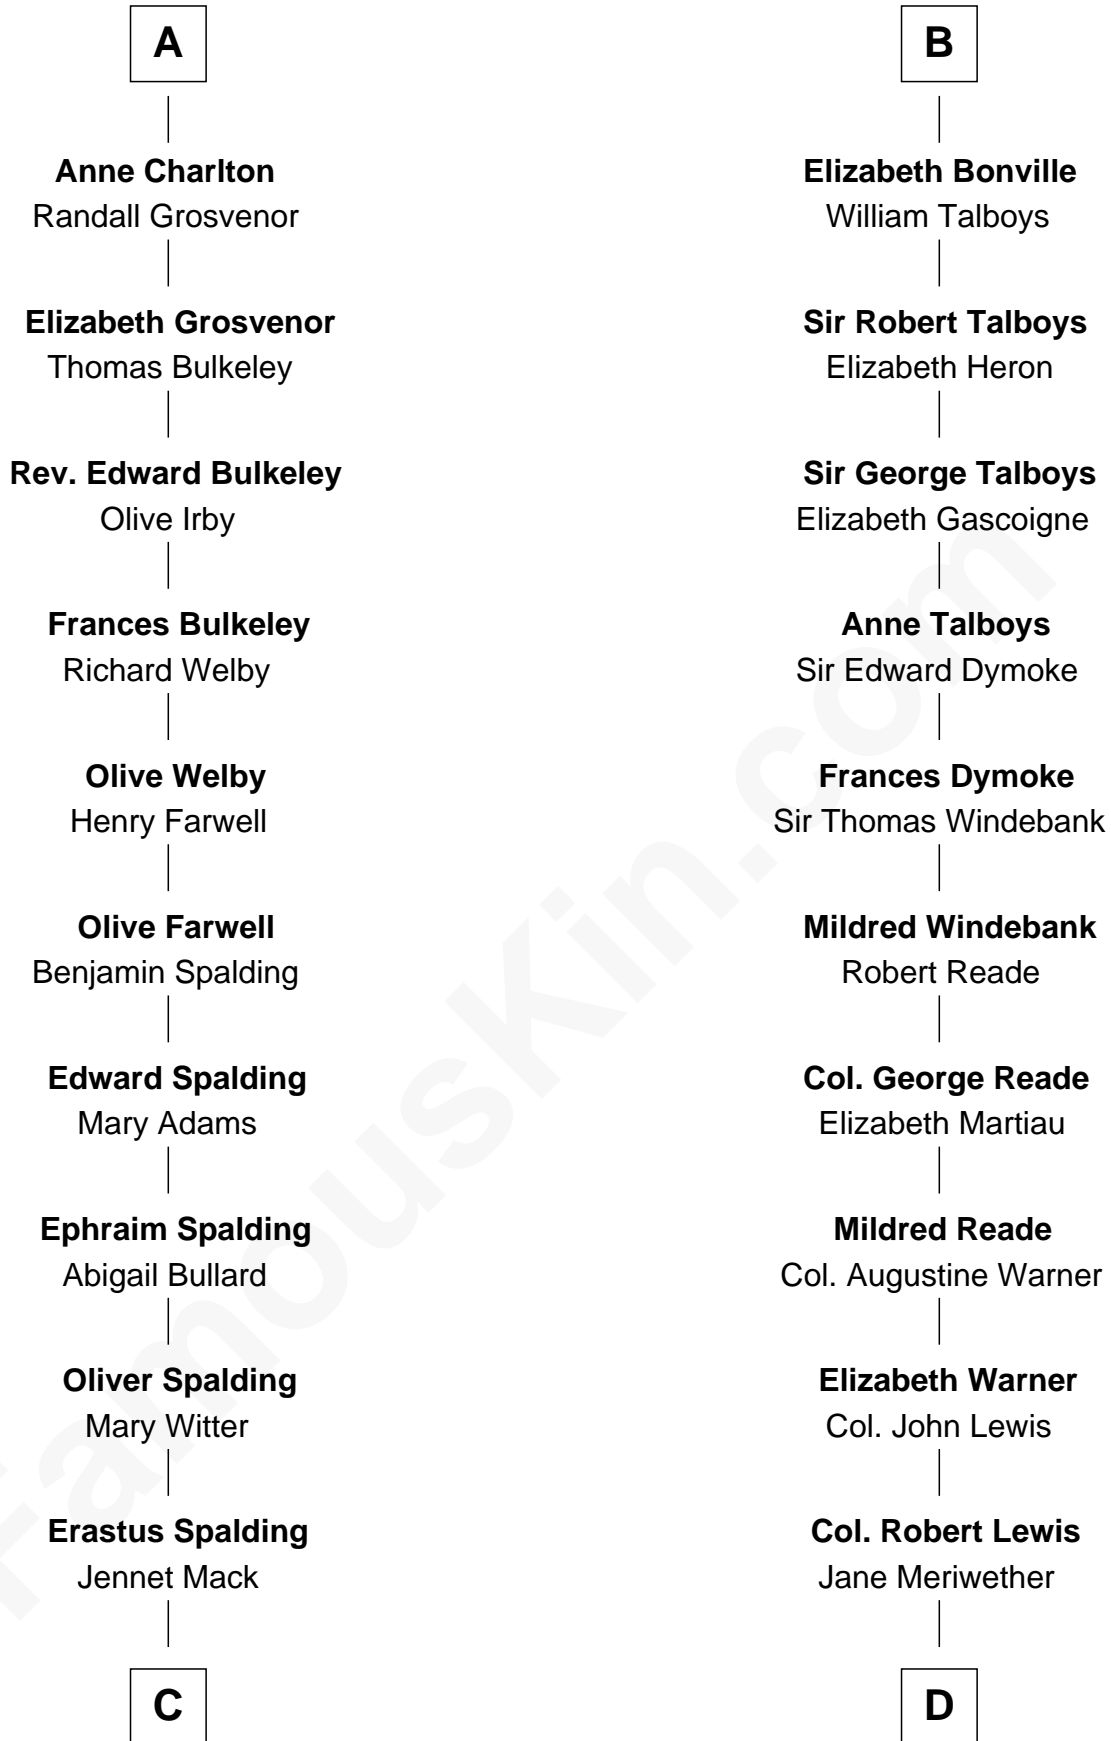 A
Anne Charlton
Randall Grosvenor
Elizabeth Grosvenor
Thomas Bulkeley
Rev. Edward Bulkeley
Olive Irby
Frances Bulkeley
Richard Welby
Olive Welby
Henry Farwell
Olive Farwell
Benjamin Spalding
Edward Spalding
Mary Adams
Ephraim Spalding
Abigail Bullard
Oliver Spalding
Mary Witter
Erastus Spalding
Jennet Mack
C
B
Elizabeth Bonville
William Talboys
Sir Robert Talboys
Elizabeth Heron
Sir George Talboys
Elizabeth Gascoigne
Anne Talboys
Sir Edward Dymoke
Frances Dymoke
Sir Thomas Windebank
Mildred Windebank
Robert Reade
Col. George Reade
Elizabeth Martiau
Mildred Reade
Col. Augustine Warner
Elizabeth Warner
Col. John Lewis
Col. Robert Lewis
Jane Meriwether
D
FamousKin.com